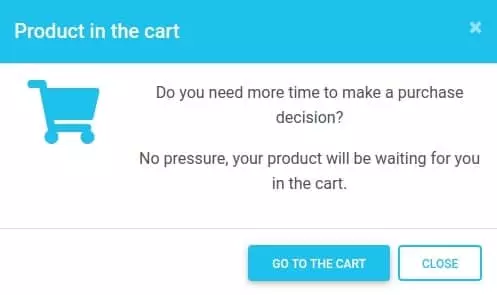 Product in the cart
Do you need more time to make a purchase
decision?
No pressure, your product will be waiting for you
in the cart.
GO TO THE CART
CLOSE